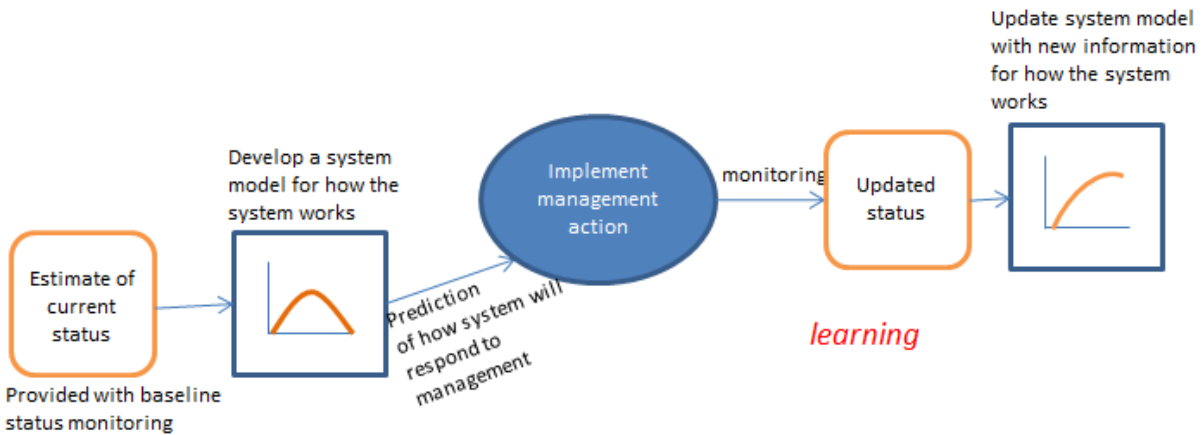 Estimate of
current
status
Provided with baseline
status monitoring
Develop a system
model for how the
system works
Prediction
of how system will
respond to
management
Implement
management
action
monitoring
Updated
status
learning
Update system model
with new information
for how the system
works